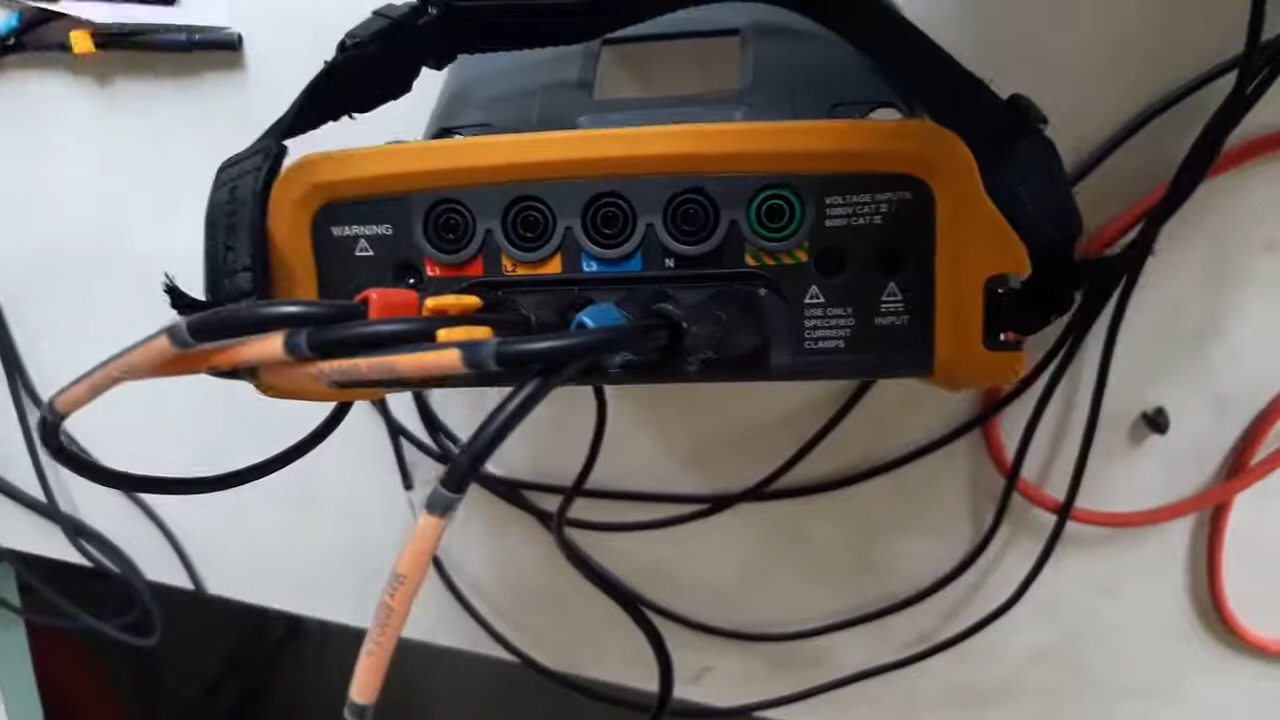 WARNING
L1
L2
L3
N
VOLTAGE INPUTS
1000V CAT III /
600V CAT IV
USE ONLY
SPECIFIED
CURRENT
CLAMPS
INPUT